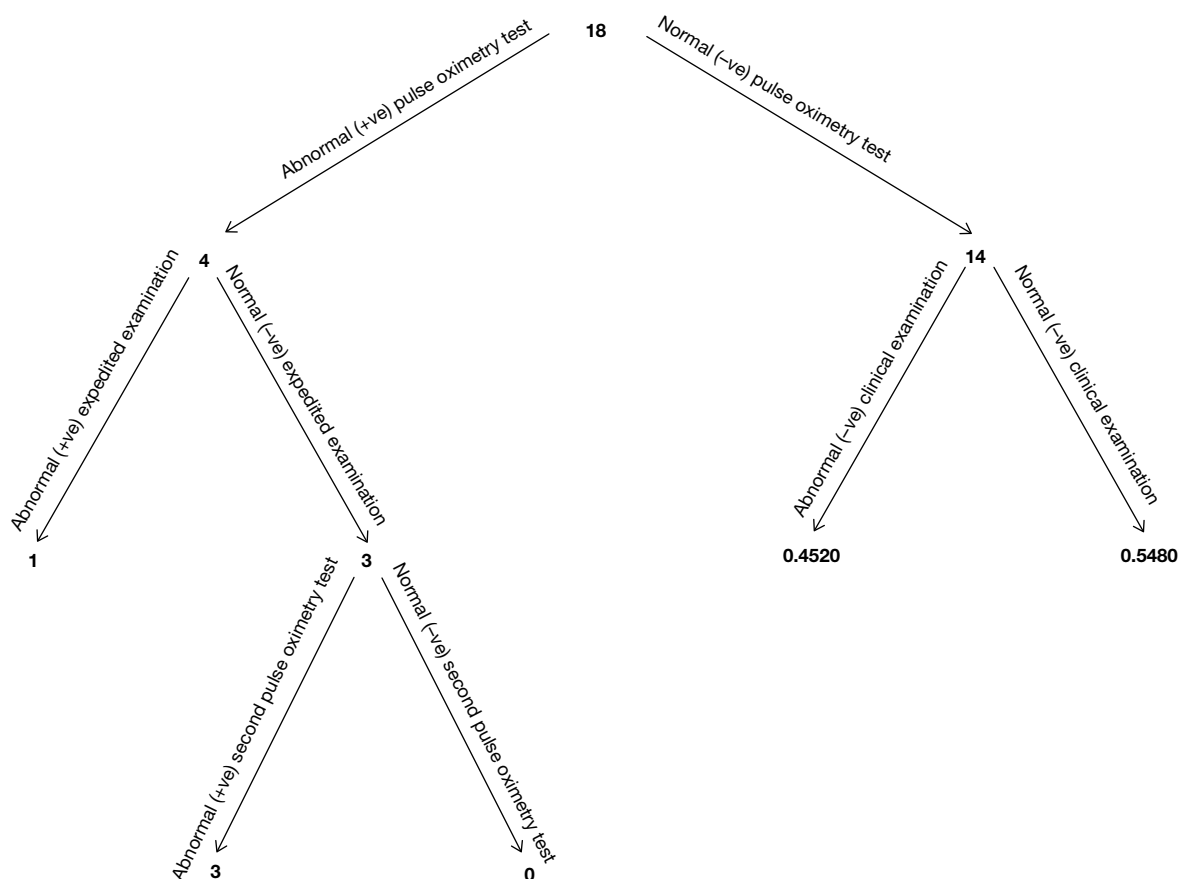 18
Abnormal (+ve) pulse oximetry test
Normal (–ve) pulse oximetry test
4
14
Abnormal (+ve) expedited examination
Normal (–ve) expedited examination
Abnormal (–ve) clinical examination
Normal (–ve) clinical examination
1
3
0.4520
0.5480
Abnormal (+ve) second pulse oximetry test
Normal (–ve) second pulse oximetry test
3
0